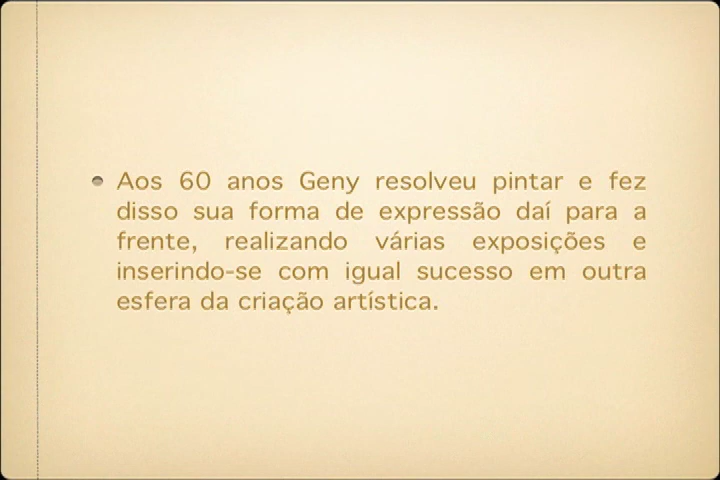 Aos 60 anos Geny resolveu pintar e fez
disso sua forma de expressão daí para a
frente, realizando várias exposições e
inserindo-se com igual sucesso em outra
esfera da criação artística.